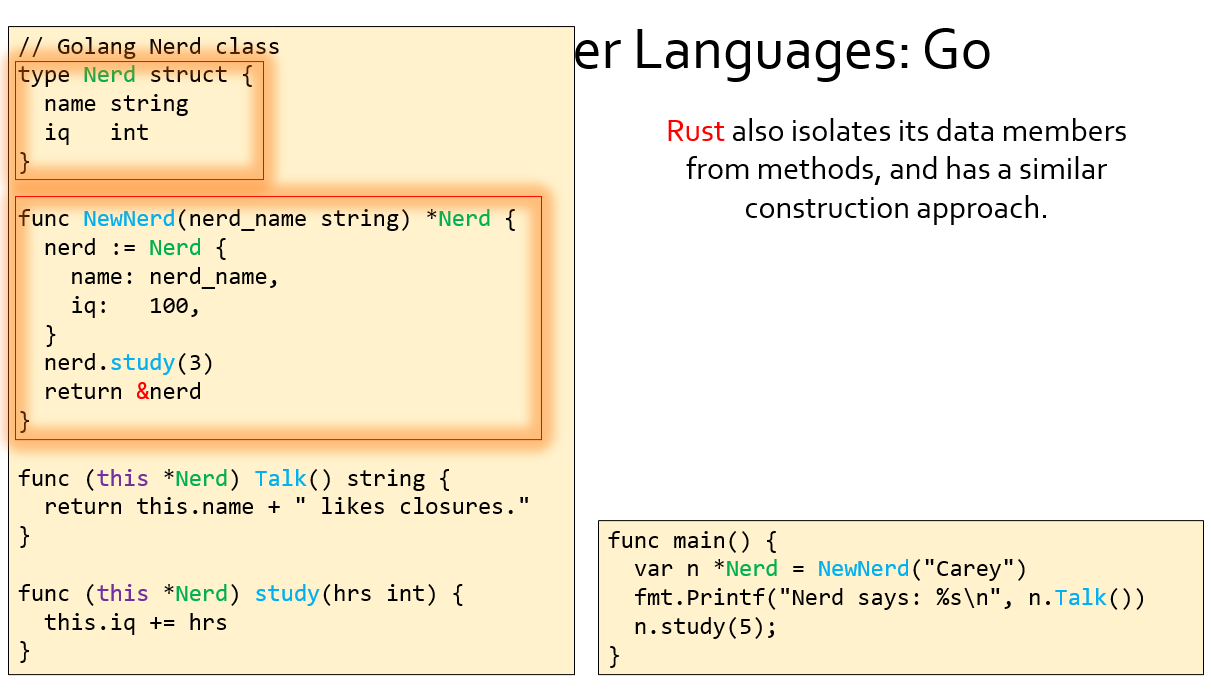 er Languages: Go
// Golang Nerd class
type Nerd struct {
  name string
  iq   int
}
func NewNerd(nerd_name string) *Nerd {
  nerd := Nerd {
    name: nerd_name,
    iq:   100,
  }
  nerd.study(3)
  return &nerd
}
func (this *Nerd) Talk() string {
  return this.name + " likes closures."
}
func (this *Nerd) study(hrs int) {
  this.iq += hrs
}
Rust also isolates its data members
from methods, and has a similar
construction approach.
func main() {
  var n *Nerd = NewNerd("Carey")
  fmt.Printf("Nerd says: %s\n", n.Talk())
  n.study(5);
}